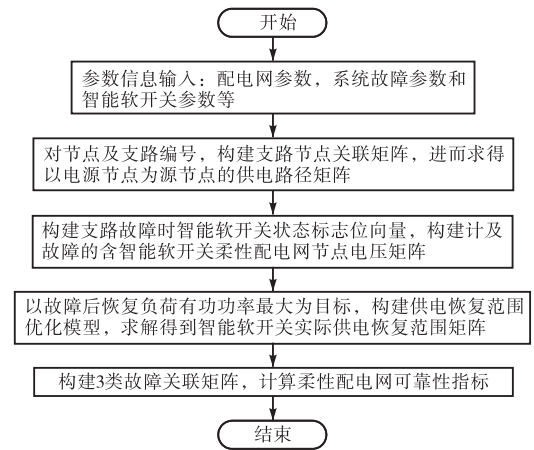 开始
参数信息输入：配电网参数，系统故障参数和
智能软开关参数等
对节点及支路编号，构建支路节点关联矩阵，进而求得
以电源节点为源节点的供电路径矩阵
构建支路故障时智能软开关状态标志位向量，构建计及
故障的含智能软开关柔性配电网节点电压矩阵
以故障后恢复负荷有功功率最大为目标，构建供电恢复范围
优化模型，求解得到智能软开关实际供电恢复范围矩阵
构建3类故障关联矩阵，计算柔性配电网可靠性指标
结束